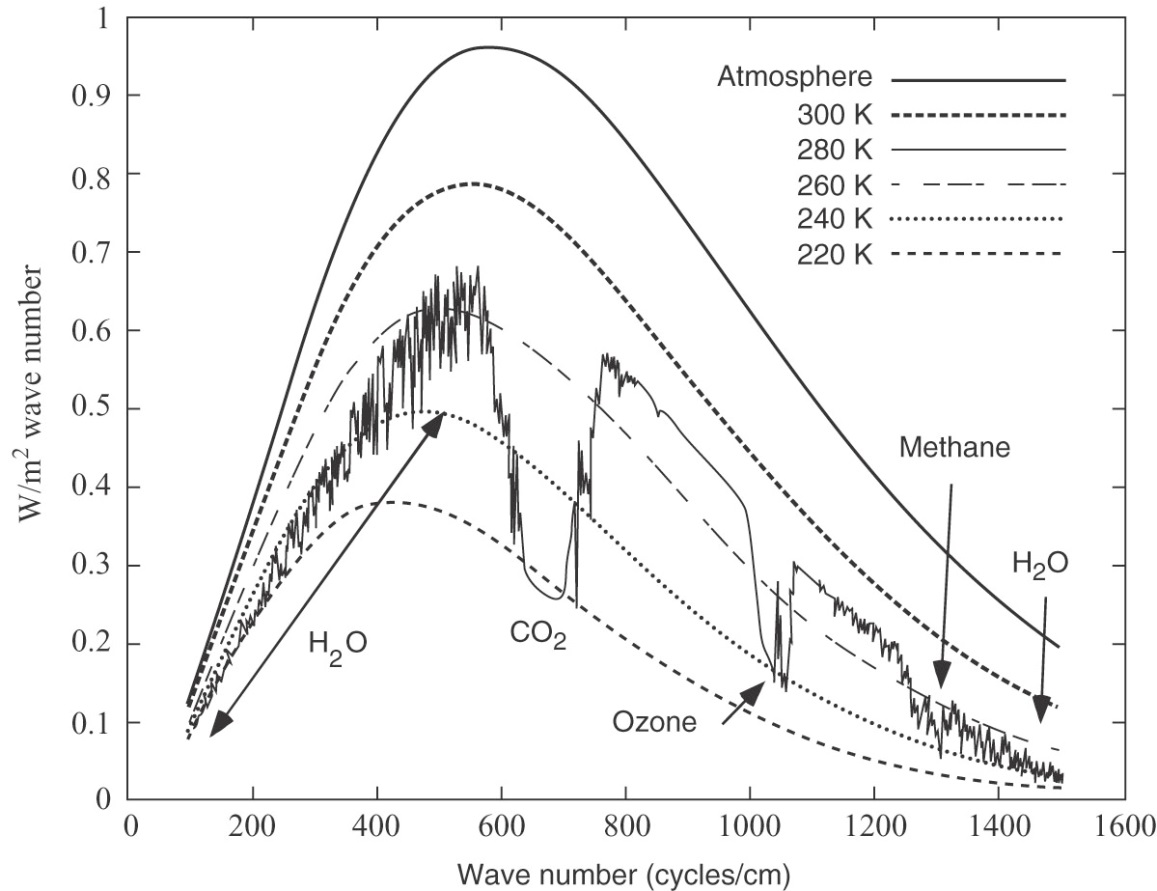 1
0.9
0.8
0.7
0.6
0.5
0.4
0.3
0.2
0.1
0
W/m² wave number
Atmosphere
300 K
280 K
260 K
240 K
220 K
Methane
H₂O
H₂O
CO₂
Ozone
0 200 400 600 800 1000 1200 1400 1600
Wave number (cycles/cm)